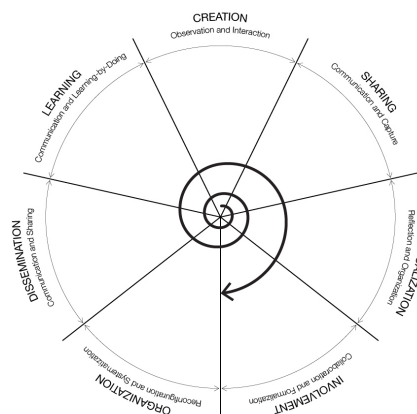 CREATION
Observation and Interaction
SHARING
Communication and Capture
Reflection and Organization
INVOLVEMENT
Collaboration and Formalization
ORGANIZATION
Reconfiguration and Systematization
DISSEMINATION
Communication and Sharing
LEARNING
Communication and Learning-by-Doing